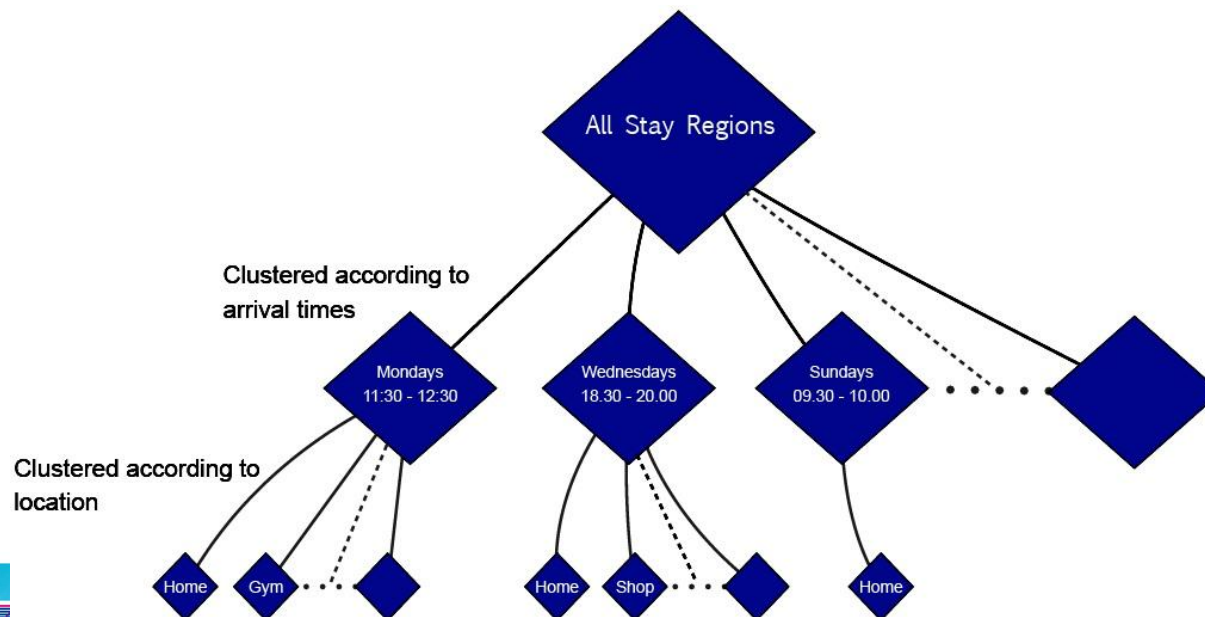 All Stay Regions
Clustered according to
arrival times
Mondays
11:30 - 12:30
Wednesdays
18.30 - 20.00
Sundays
09.30 - 10.00
Clustered according to
location
Home
Gym
Home
Shop
Home